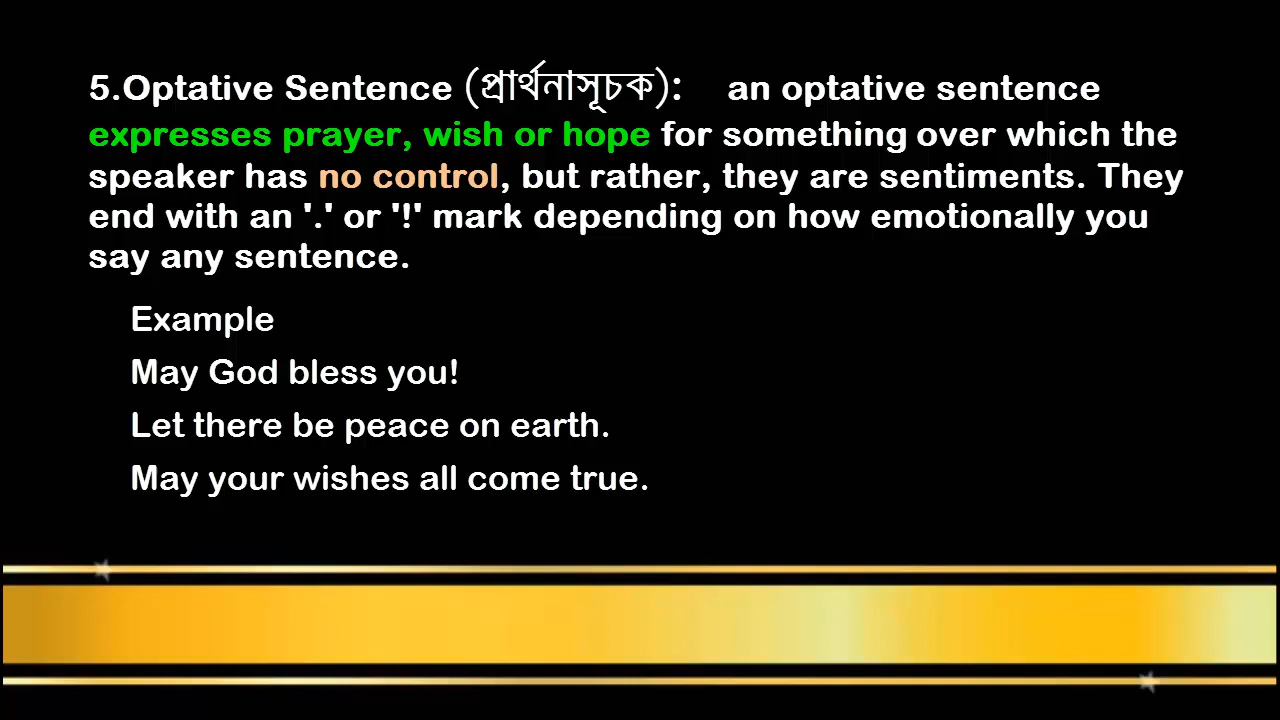 5.Optative Sentence (প্রার্থনাসূচক): an optative sentence
expresses prayer, wish or hope for something over which the
speaker has no control, but rather, they are sentiments. They
end with an '.' or '!' mark depending on how emotionally you
say any sentence.
Example
May God bless you!
Let there be peace on earth.
May your wishes all come true.